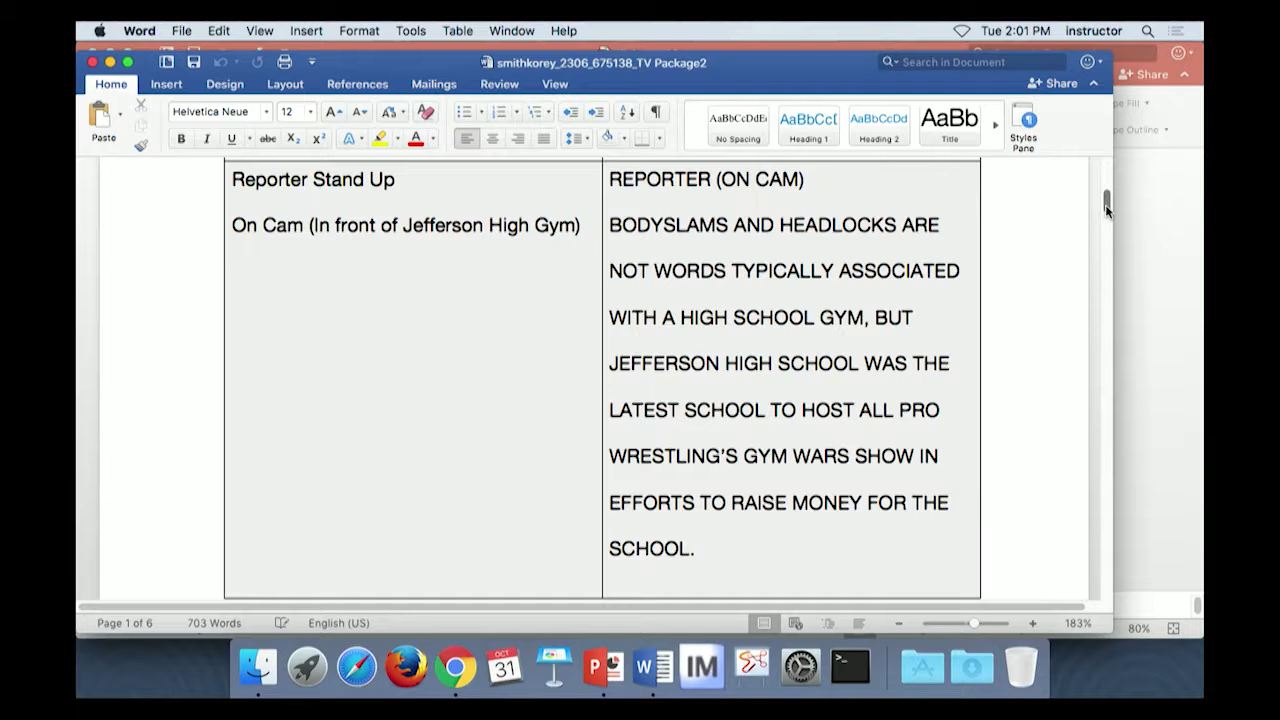 Word File Edit View Insert Format Tools Table Window Help Tue 2:01 PM instructor
smithkorey_2306_675138_TV Package2
Search in Document
Home Insert Design Layout References Mailings Review View Share
Share
Paste
Helvetica Neue 12
AaBbCcDdE AaBbCcD AaBbCcDd AaBb
No Spacing Heading 1 Heading 2 Title
Styles
Pane
Reporter Stand Up
On Cam (In front of Jefferson High Gym)
REPORTER (ON CAM)
BODYSLAMS AND HEADLOCKS ARE
NOT WORDS TYPICALLY ASSOCIATED
WITH A HIGH SCHOOL GYM, BUT
JEFFERSON HIGH SCHOOL WAS THE
LATEST SCHOOL TO HOST ALL PRO
WRESTLING'S GYM WARS SHOW IN
EFFORTS TO RAISE MONEY FOR THE
SCHOOL.
Page 1 of 6 703 Words English (US) 183%
80%
OCT
31
IM